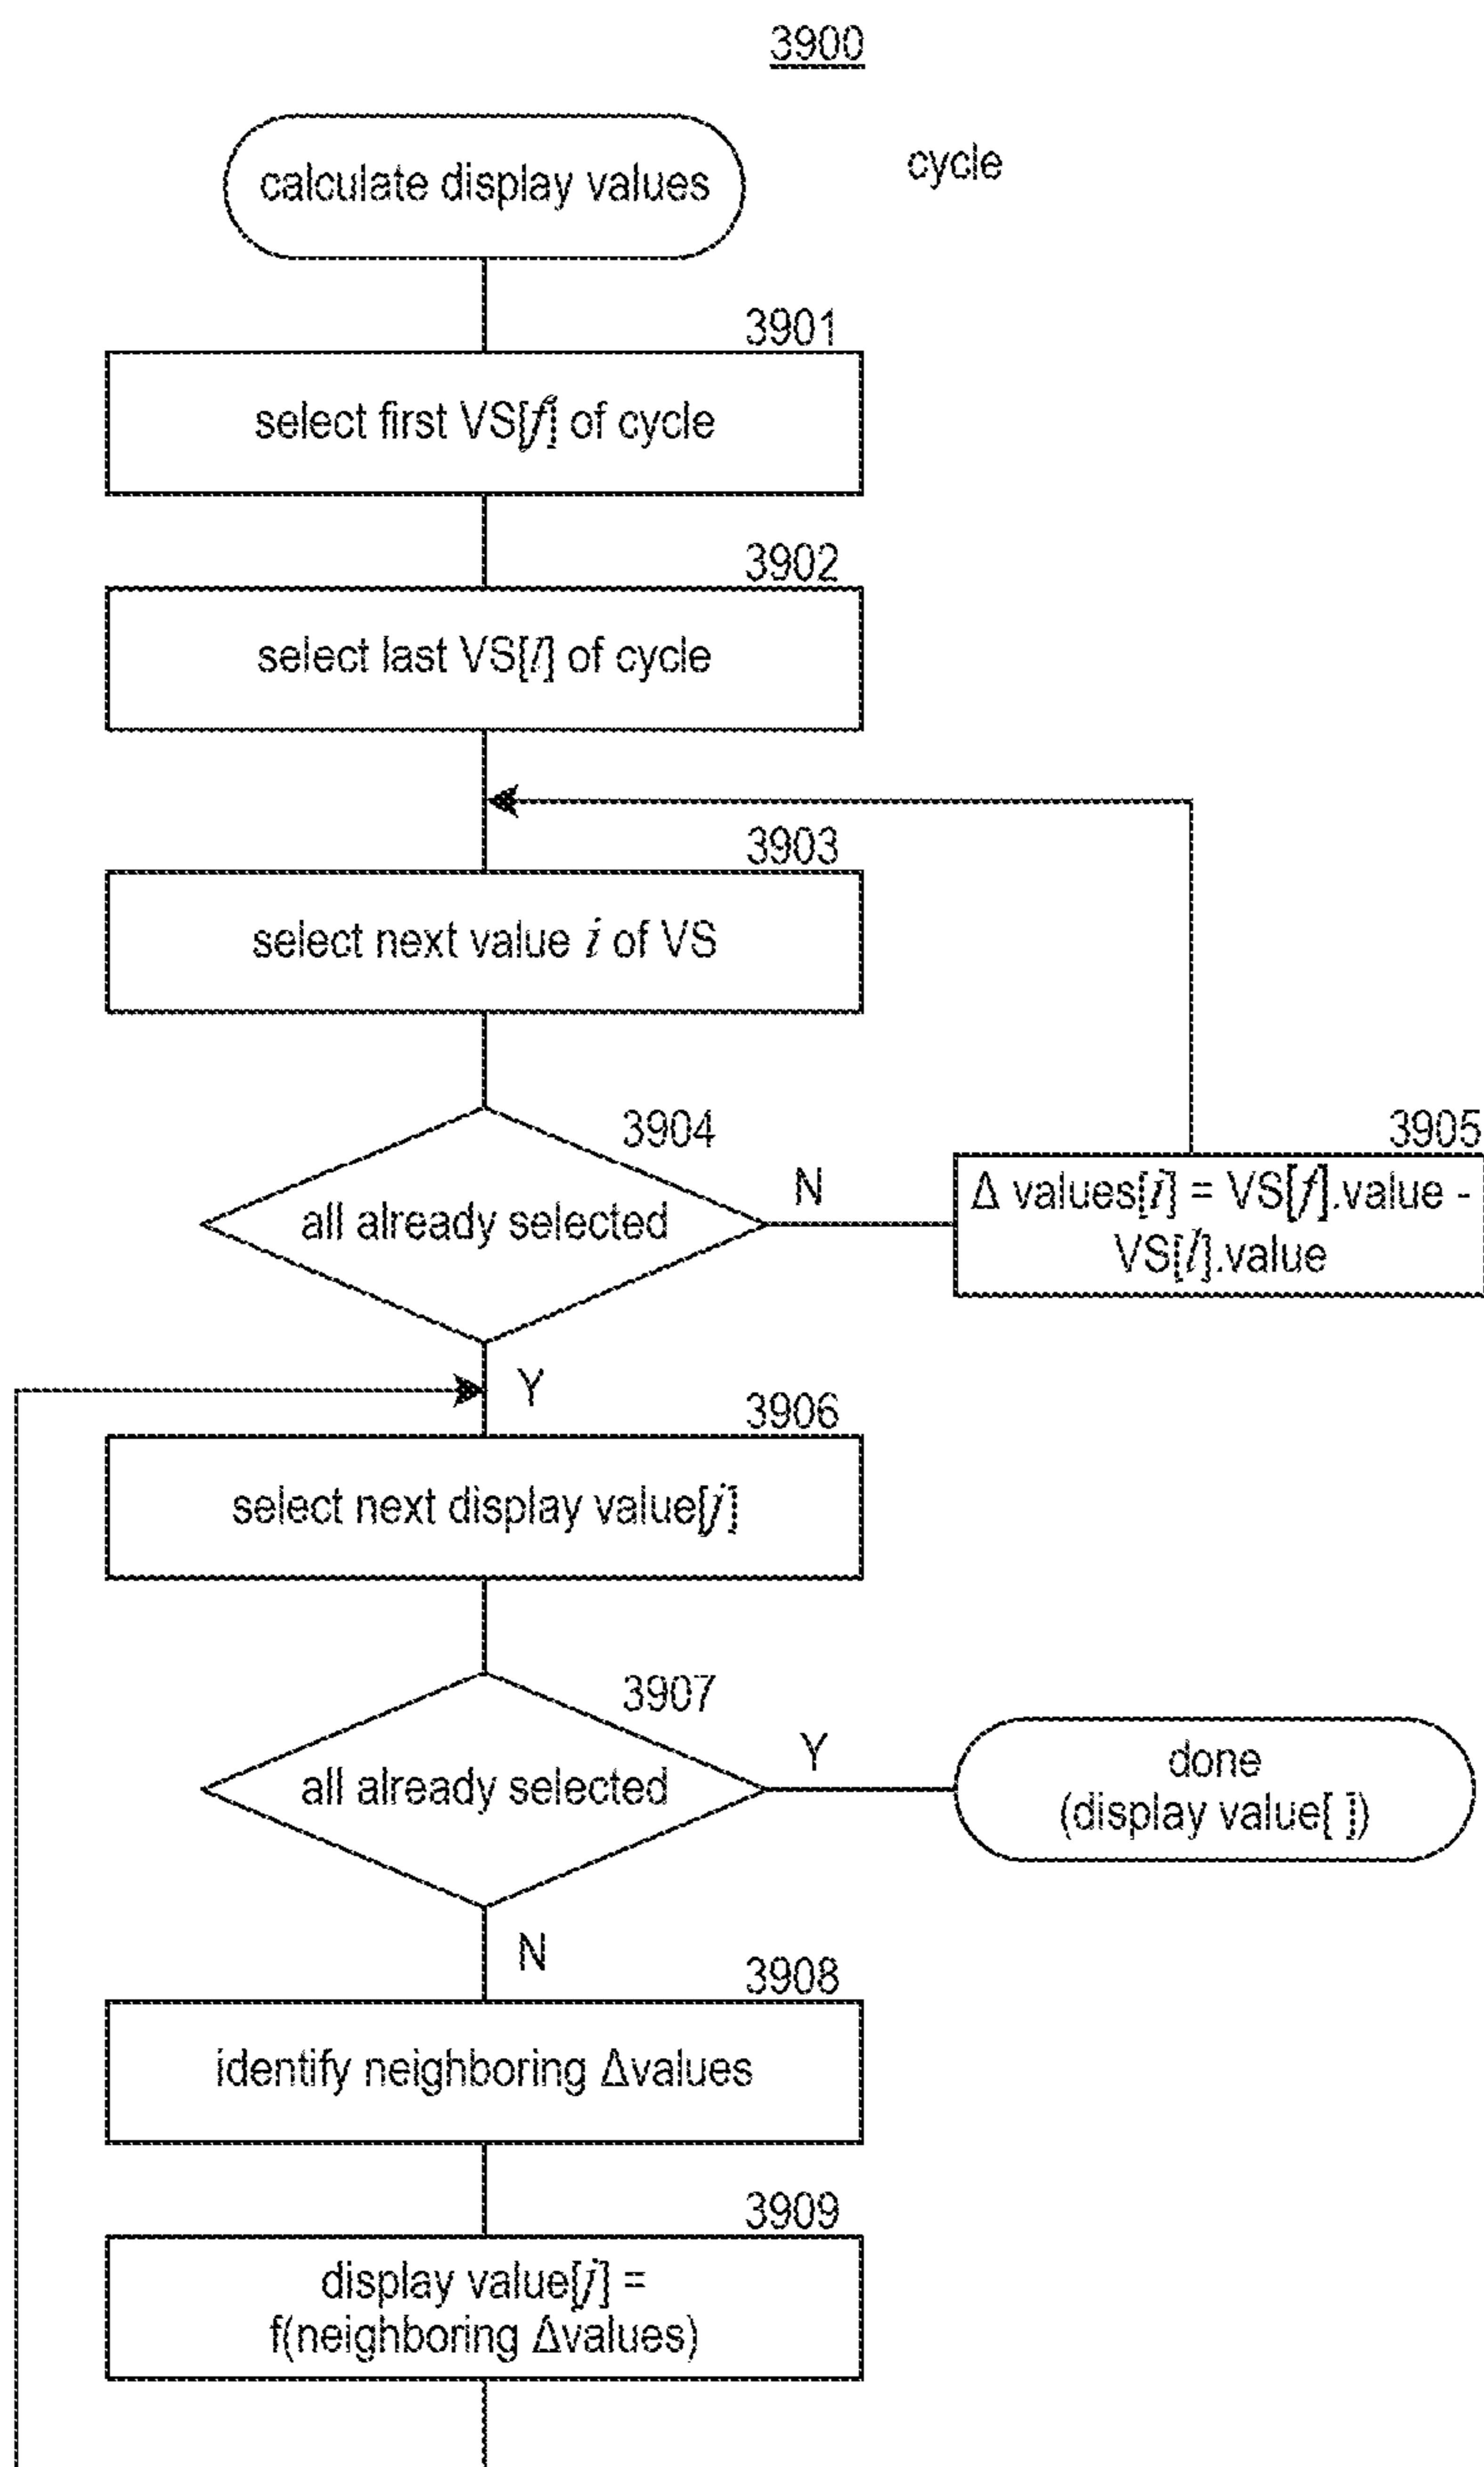 3900
calculate display values
cycle
3901
select first VS[f] of cycle
3902
select last VS[l] of cycle
3903
select next value i of VS
3904
all already selected
N
3905
Δ values[i] = VS[f].value -
VS[l].value
Y
3906
select next display value[j]
3907
all already selected
Y
done
(display value[ ])
N
3908
identify neighboring Δvalues
3909
display value[j] =
f(neighboring Δvalues)